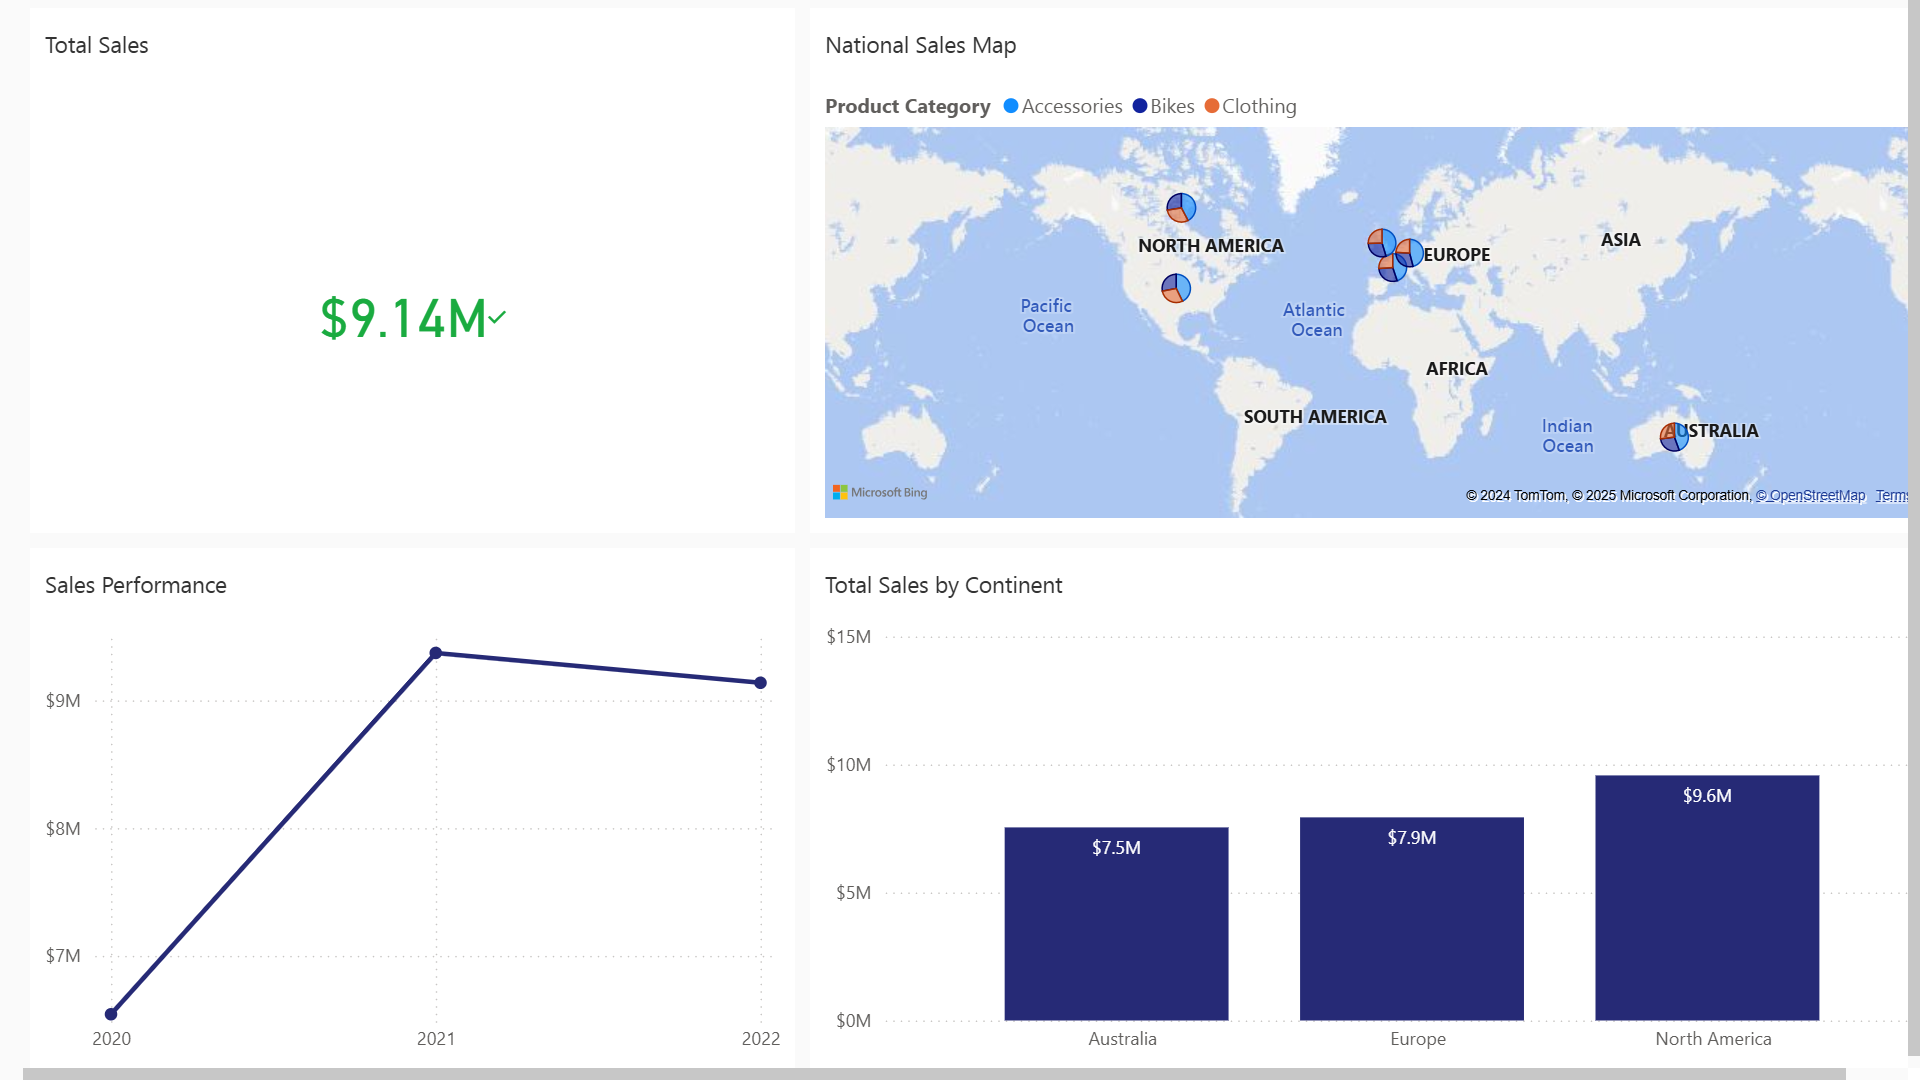 Total Sales
$9.14M
National Sales Map
Product Category Accessories Bikes Clothing
NORTH AMERICA
EUROPE
ASIA
Pacific
Ocean
Atlantic
Ocean
AFRICA
SOUTH AMERICA
Indian
Ocean
AUSTRALIA
Microsoft Bing
© 2024 TomTom, © 2025 Microsoft Corporation, © OpenStreetMap Terms
Sales Performance
$9M
$8M
$7M
2020 2021 2022
Total Sales by Continent
$15M
$10M
$5M
$0M
$7.5M
$7.9M
$9.6M
Australia Europe North America